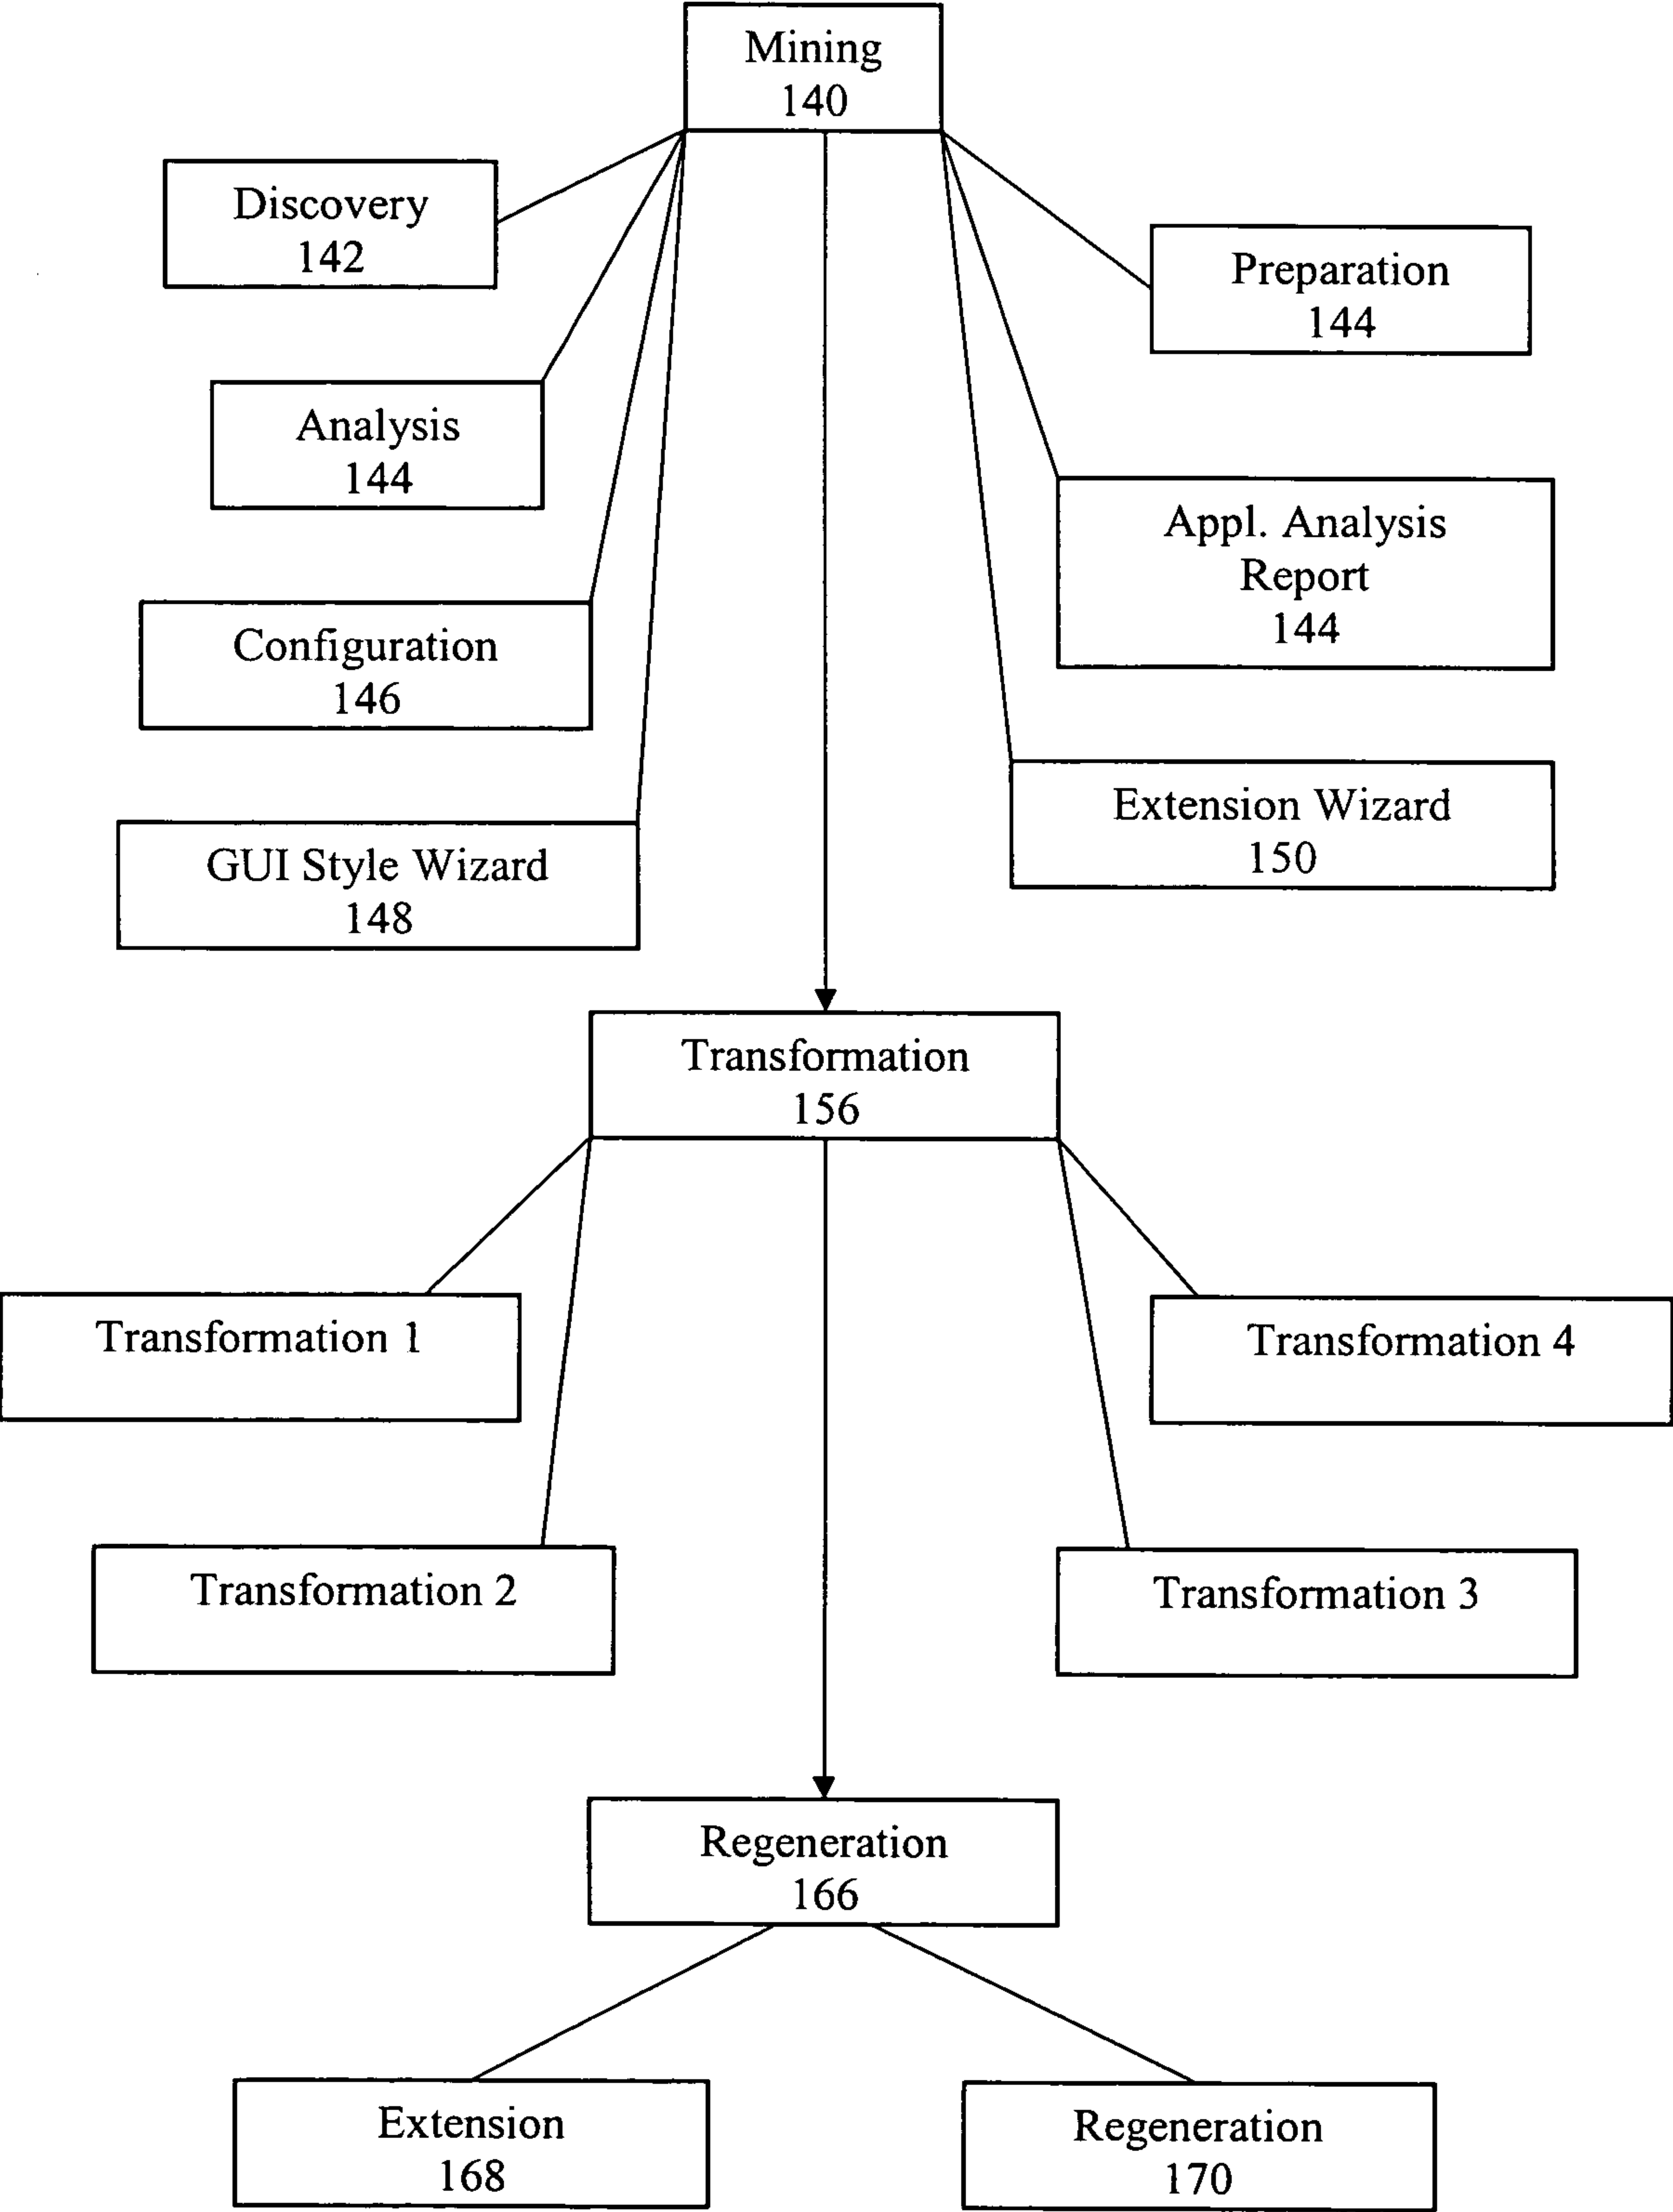 Mining
140
Discovery
142
Preparation
144
Analysis
144
Appl. Analysis
Report
144
Configuration
146
Extension Wizard
150
GUI Style Wizard
148
Transformation
156
Transformation 1
Transformation 4
Transformation 2
Transformation 3
Regeneration
166
Extension
168
Regeneration
170